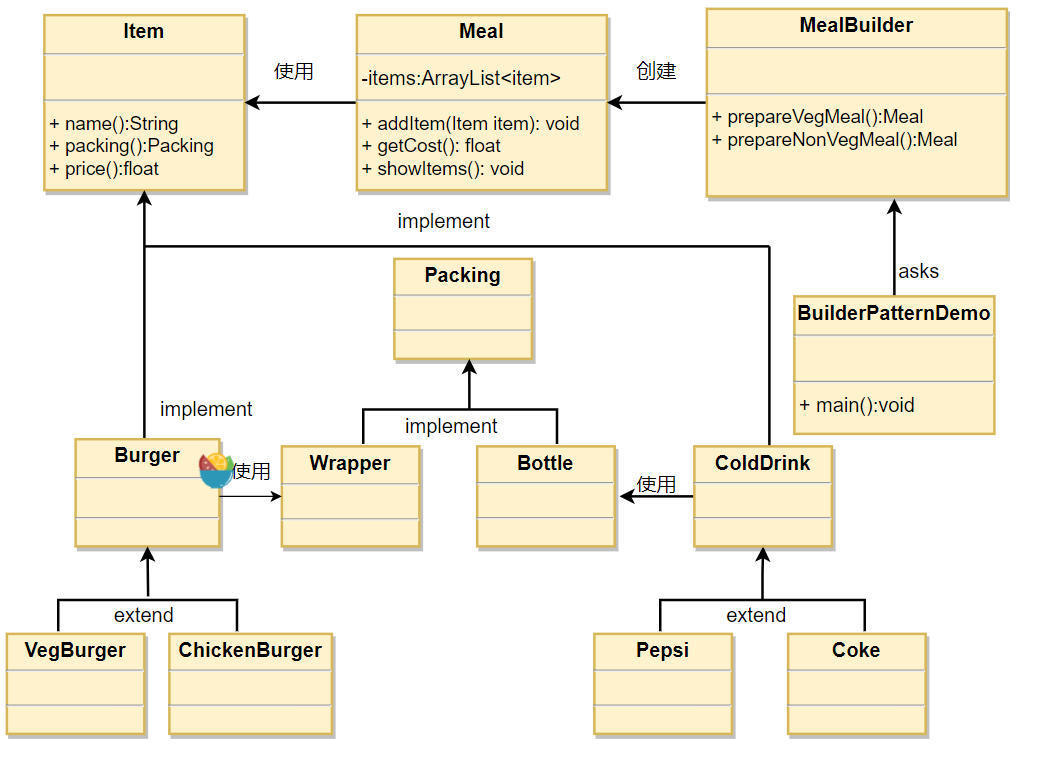 Item
+ name():String
+ packing():Packing
+ price():float
使用
Meal
-items:ArrayList<item>
+ addItem(Item item): void
+ getCost(): float
+ showItems(): void
创建
MealBuilder
+ prepareVegMeal():Meal
+ prepareNonVegMeal():Meal
implement
asks
Packing
BuilderPatternDemo
+ main():void
implement
implement
Burger
使用
Wrapper
Bottle
使用
ColdDrink
extend
extend
VegBurger
ChickenBurger
Pepsi
Coke